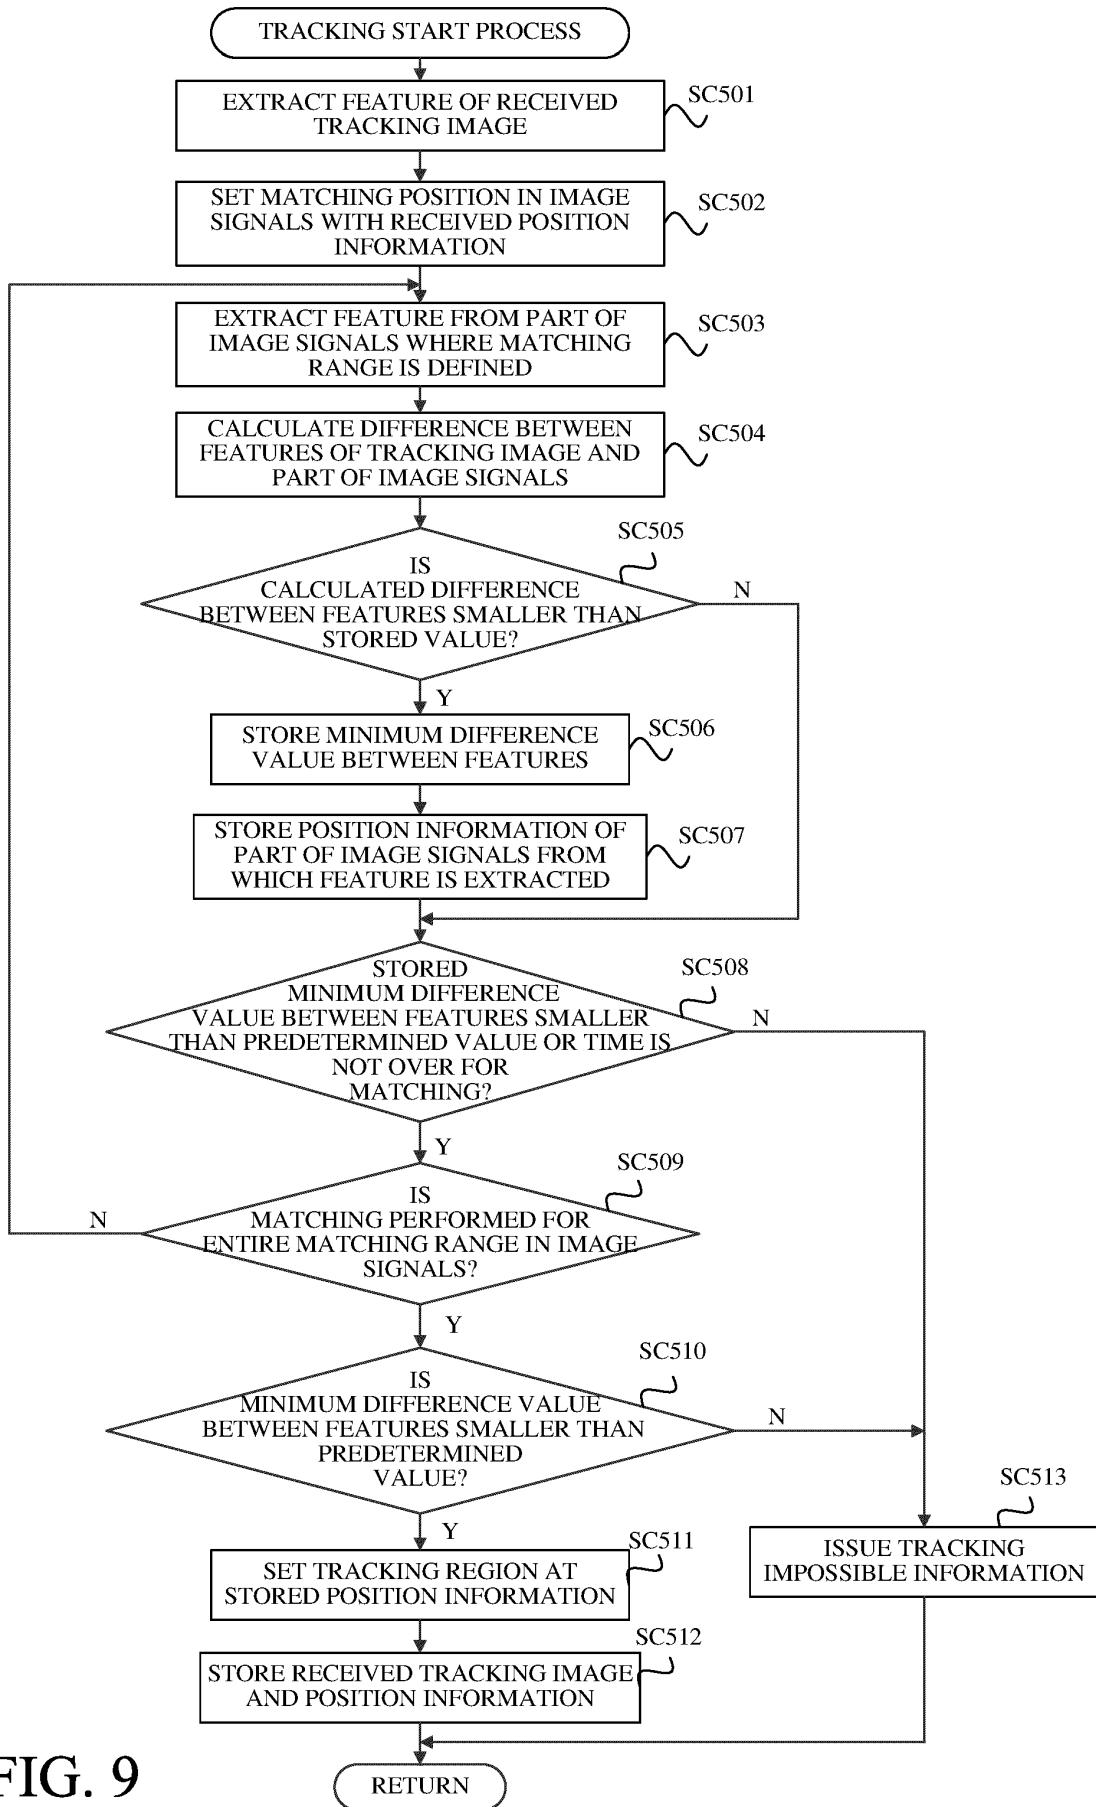 TRACKING START PROCESS
EXTRACT FEATURE OF RECEIVED
TRACKING IMAGE
SC501
SET MATCHING POSITION IN IMAGE
SIGNALS WITH RECEIVED POSITION
INFORMATION
SC502
EXTRACT FEATURE FROM PART OF
IMAGE SIGNALS WHERE MATCHING
RANGE IS DEFINED
SC503
CALCULATE DIFFERENCE BETWEEN
FEATURES OF TRACKING IMAGE AND
PART OF IMAGE SIGNALS
SC504
SC505
IS
CALCULATED DIFFERENCE
BETWEEN FEATURES SMALLER THAN
STORED VALUE?
N
Y
STORE MINIMUM DIFFERENCE
VALUE BETWEEN FEATURES
SC506
STORE POSITION INFORMATION OF
PART OF IMAGE SIGNALS FROM
WHICH FEATURE IS EXTRACTED
SC507
SC508
STORED
MINIMUM DIFFERENCE
VALUE BETWEEN FEATURES SMALLER
THAN PREDETERMINED VALUE OR TIME IS
NOT OVER FOR
MATCHING?
N
Y
SC509
IS
MATCHING PERFORMED FOR
ENTIRE MATCHING RANGE IN IMAGE
SIGNALS?
N
Y
SC510
IS
MINIMUM DIFFERENCE VALUE
BETWEEN FEATURES SMALLER THAN
PREDETERMINED
VALUE?
N
Y
SC511
SET TRACKING REGION AT
STORED POSITION INFORMATION
SC513
ISSUE TRACKING
IMPOSSIBLE INFORMATION
SC512
STORE RECEIVED TRACKING IMAGE
AND POSITION INFORMATION
RETURN
FIG. 9